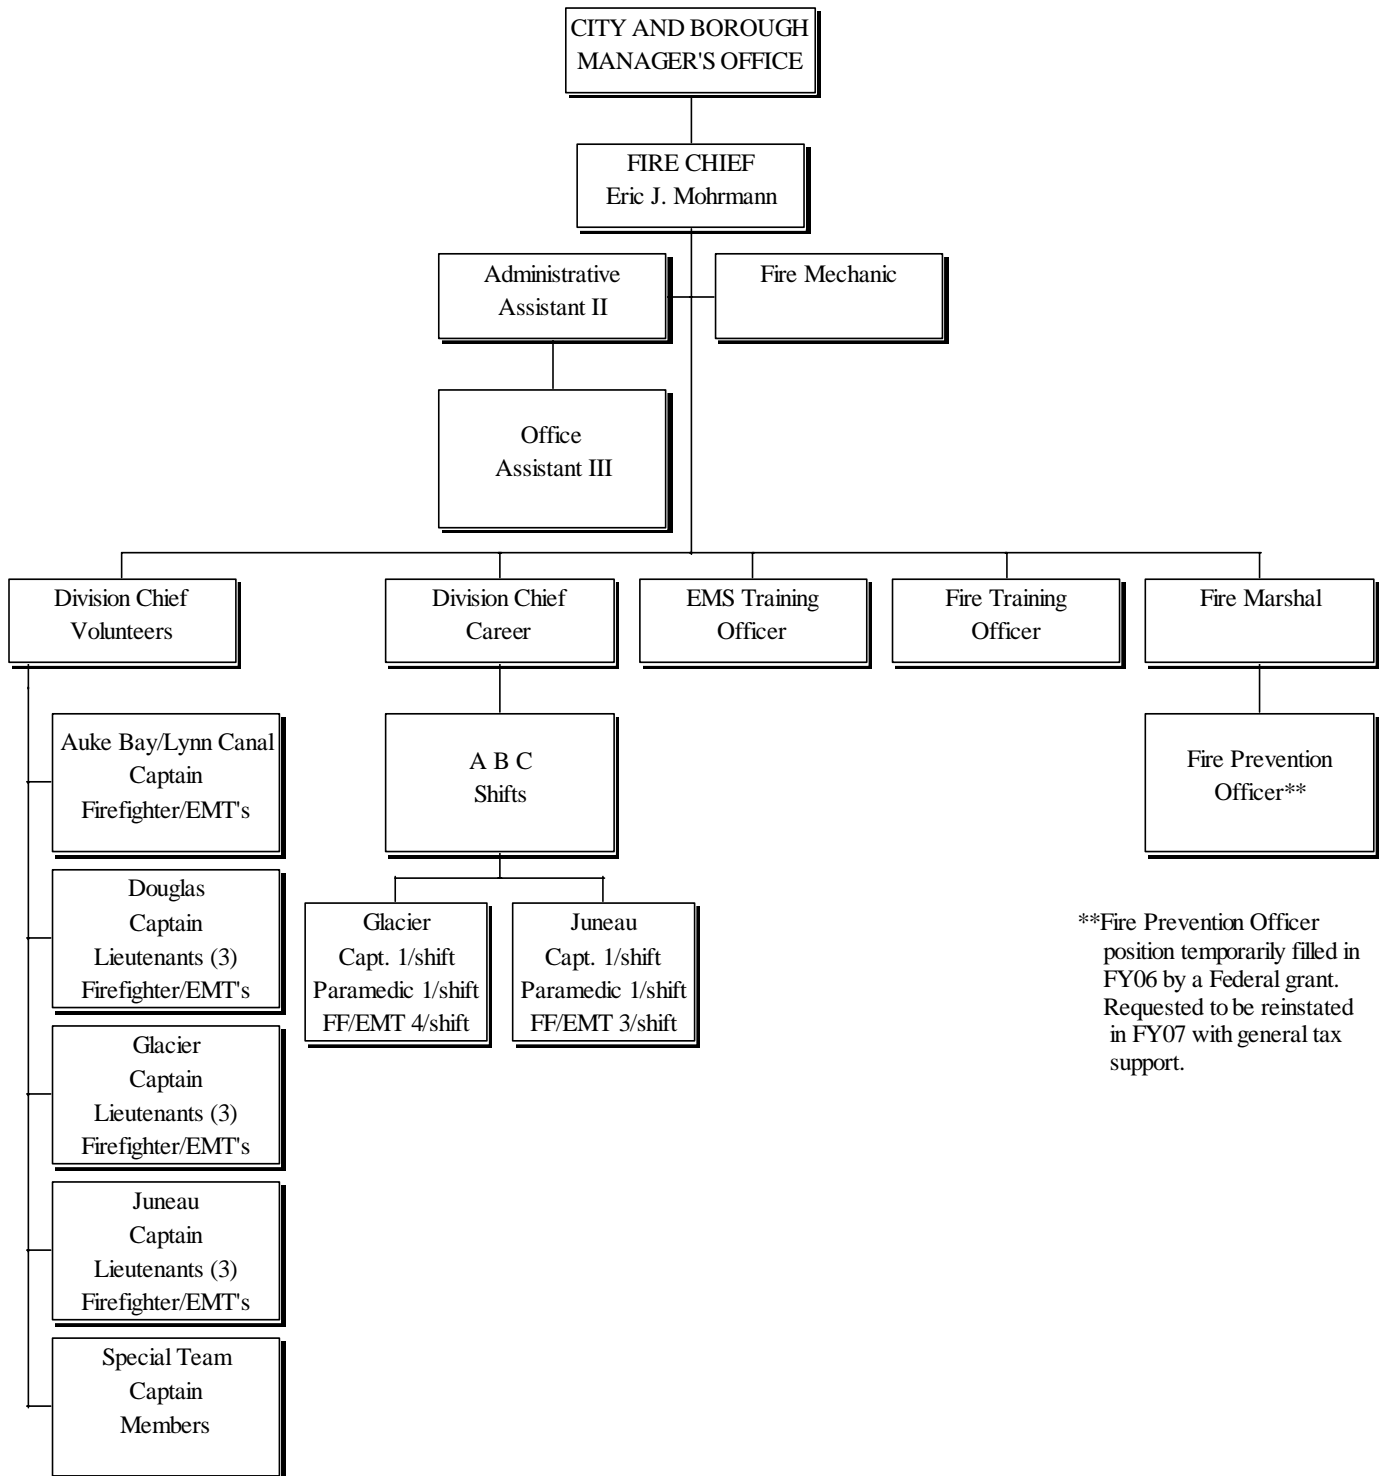 CITY AND BOROUGH
MANAGER'S OFFICE
FIRE CHIEF
Eric J. Mohrmann
Administrative
Assistant II
Fire Mechanic
Office
Assistant III
Division Chief
Volunteers
Division Chief
Career
EMS Training
Officer
Fire Training
Officer
Fire Marshal
Auke Bay/Lynn Canal
Captain
Firefighter/EMT's
A B C
Shifts
Fire Prevention
Officer**
Douglas
Captain
Lieutenants (3)
Firefighter/EMT's
Glacier
Capt. 1/shift
Paramedic 1/shift
FF/EMT 4/shift
Juneau
Capt. 1/shift
Paramedic 1/shift
FF/EMT 3/shift
**Fire Prevention Officer
position temporarily filled in
FY06 by a Federal grant.
Requested to be reinstated
in FY07 with general tax
support.
Glacier
Captain
Lieutenants (3)
Firefighter/EMT's
Juneau
Captain
Lieutenants (3)
Firefighter/EMT's
Special Team
Captain
Members